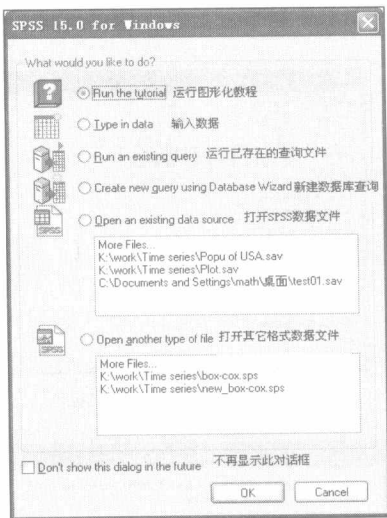 SPSS 15.0 for Windows
What would you like to do?
Run the tutorial 运行图形化教程
Type in data 输入数据
Run an existing query 运行已存在的查询文件
Create new query using Database Wizard 新建数据库查询
Open an existing data source 打开SPSS数据文件
SPSS
More Files...
K:\work\Time series\Popu of USA.sav
K:\work\Time series\Plot.sav
C:\Documents and Settings\math\桌面\test01.sav
Open another type of file 打开其它格式数据文件
SPSS
More Files...
K:\work\Time series\box-cox.sps
K:\work\Time series\new_box-cox.sps
Don't show this dialog in the future 不再显示此对话框
OK Cancel